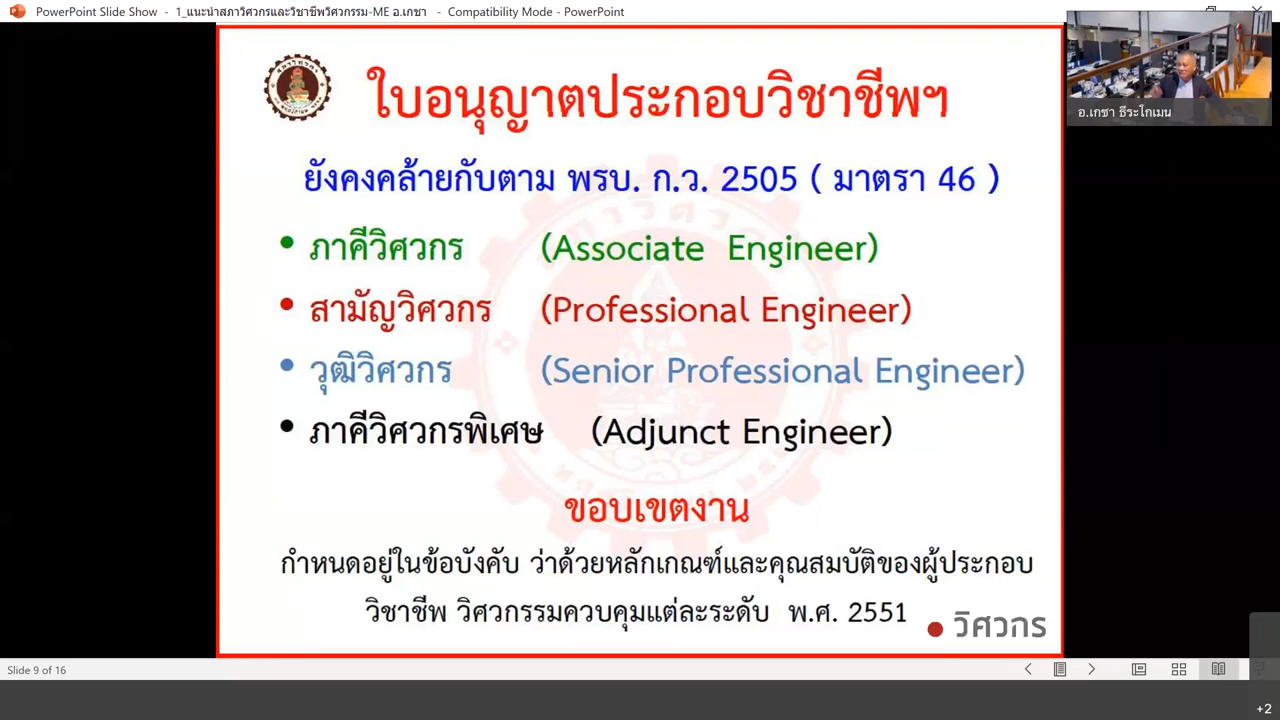 PowerPoint Slide Show - 1_แนะนำสภาวิศวกรและวิชาชีพวิศวกรรม-ME อ.เกชา - Compatibility Mode - PowerPoint
อ.เกชา ธีระโกเมน
ใบอนุญาตประกอบวิชาชีพฯ
ยังคงคล้ายกับตาม พรบ. ก.ว. 2505 ( มาตรา 46 )
• ภาคีวิศวกร (Associate Engineer)
• สามัญวิศวกร (Professional Engineer)
• วุฒิวิศวกร (Senior Professional Engineer)
• ภาคีวิศวกรพิเศษ (Adjunct Engineer)
ขอบเขตงาน
กำหนดอยู่ในข้อบังคับ ว่าด้วยหลักเกณฑ์และคุณสมบัติของผู้ประกอบ
วิชาชีพ วิศวกรรมควบคุมแต่ละระดับ พ.ศ. 2551
• วิศวกร
Slide 9 of 16
+2